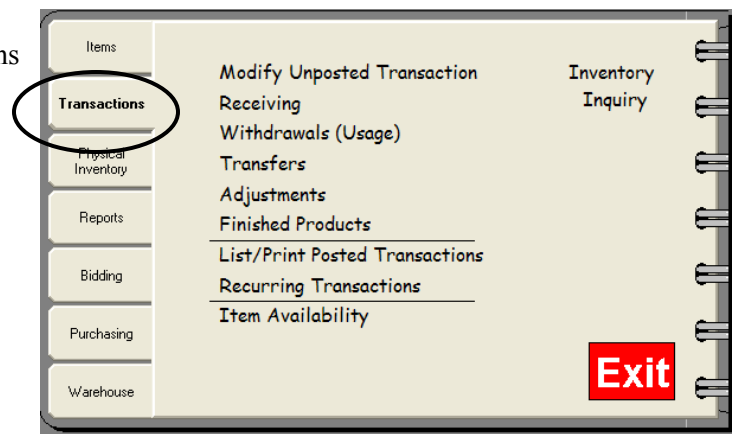 ns
Items
Transactions
Physical
Inventory
Reports
Bidding
Purchasing
Warehouse
Modify Unposted Transaction
Receiving
Withdrawals (Usage)
Transfers
Adjustments
Finished Products
List/Print Posted Transactions
Recurring Transactions
Item Availability
Inventory
Inquiry
Exit